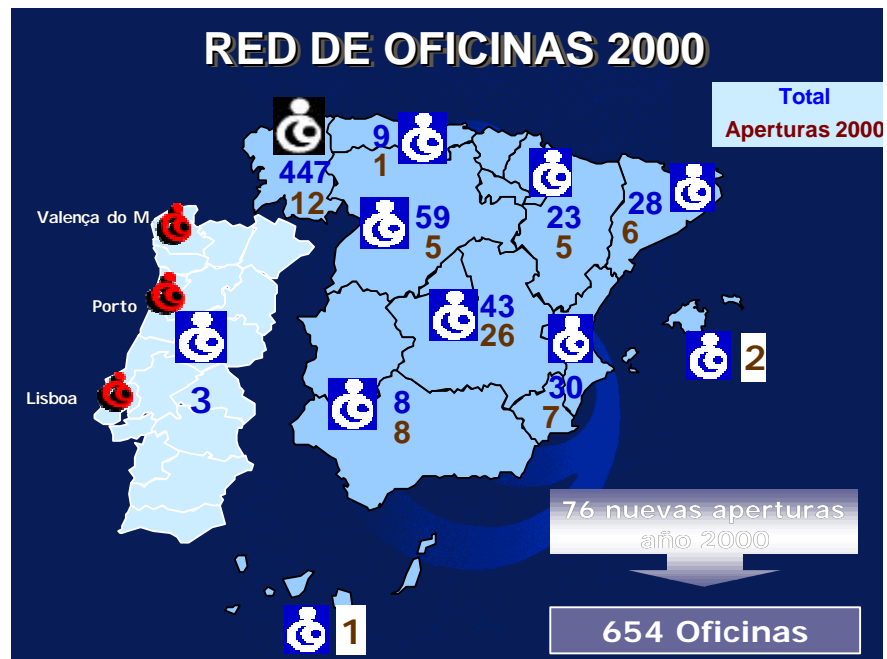 RED DE OFICINAS 2000
Total
Aperturas 2000
9
1
447
12
59
5
23
5
28
6
Valença do M
Porto
43
26
2
Lisboa
3
8
8
30
7
76 nuevas aperturas
año 2000
1
654 Oficinas